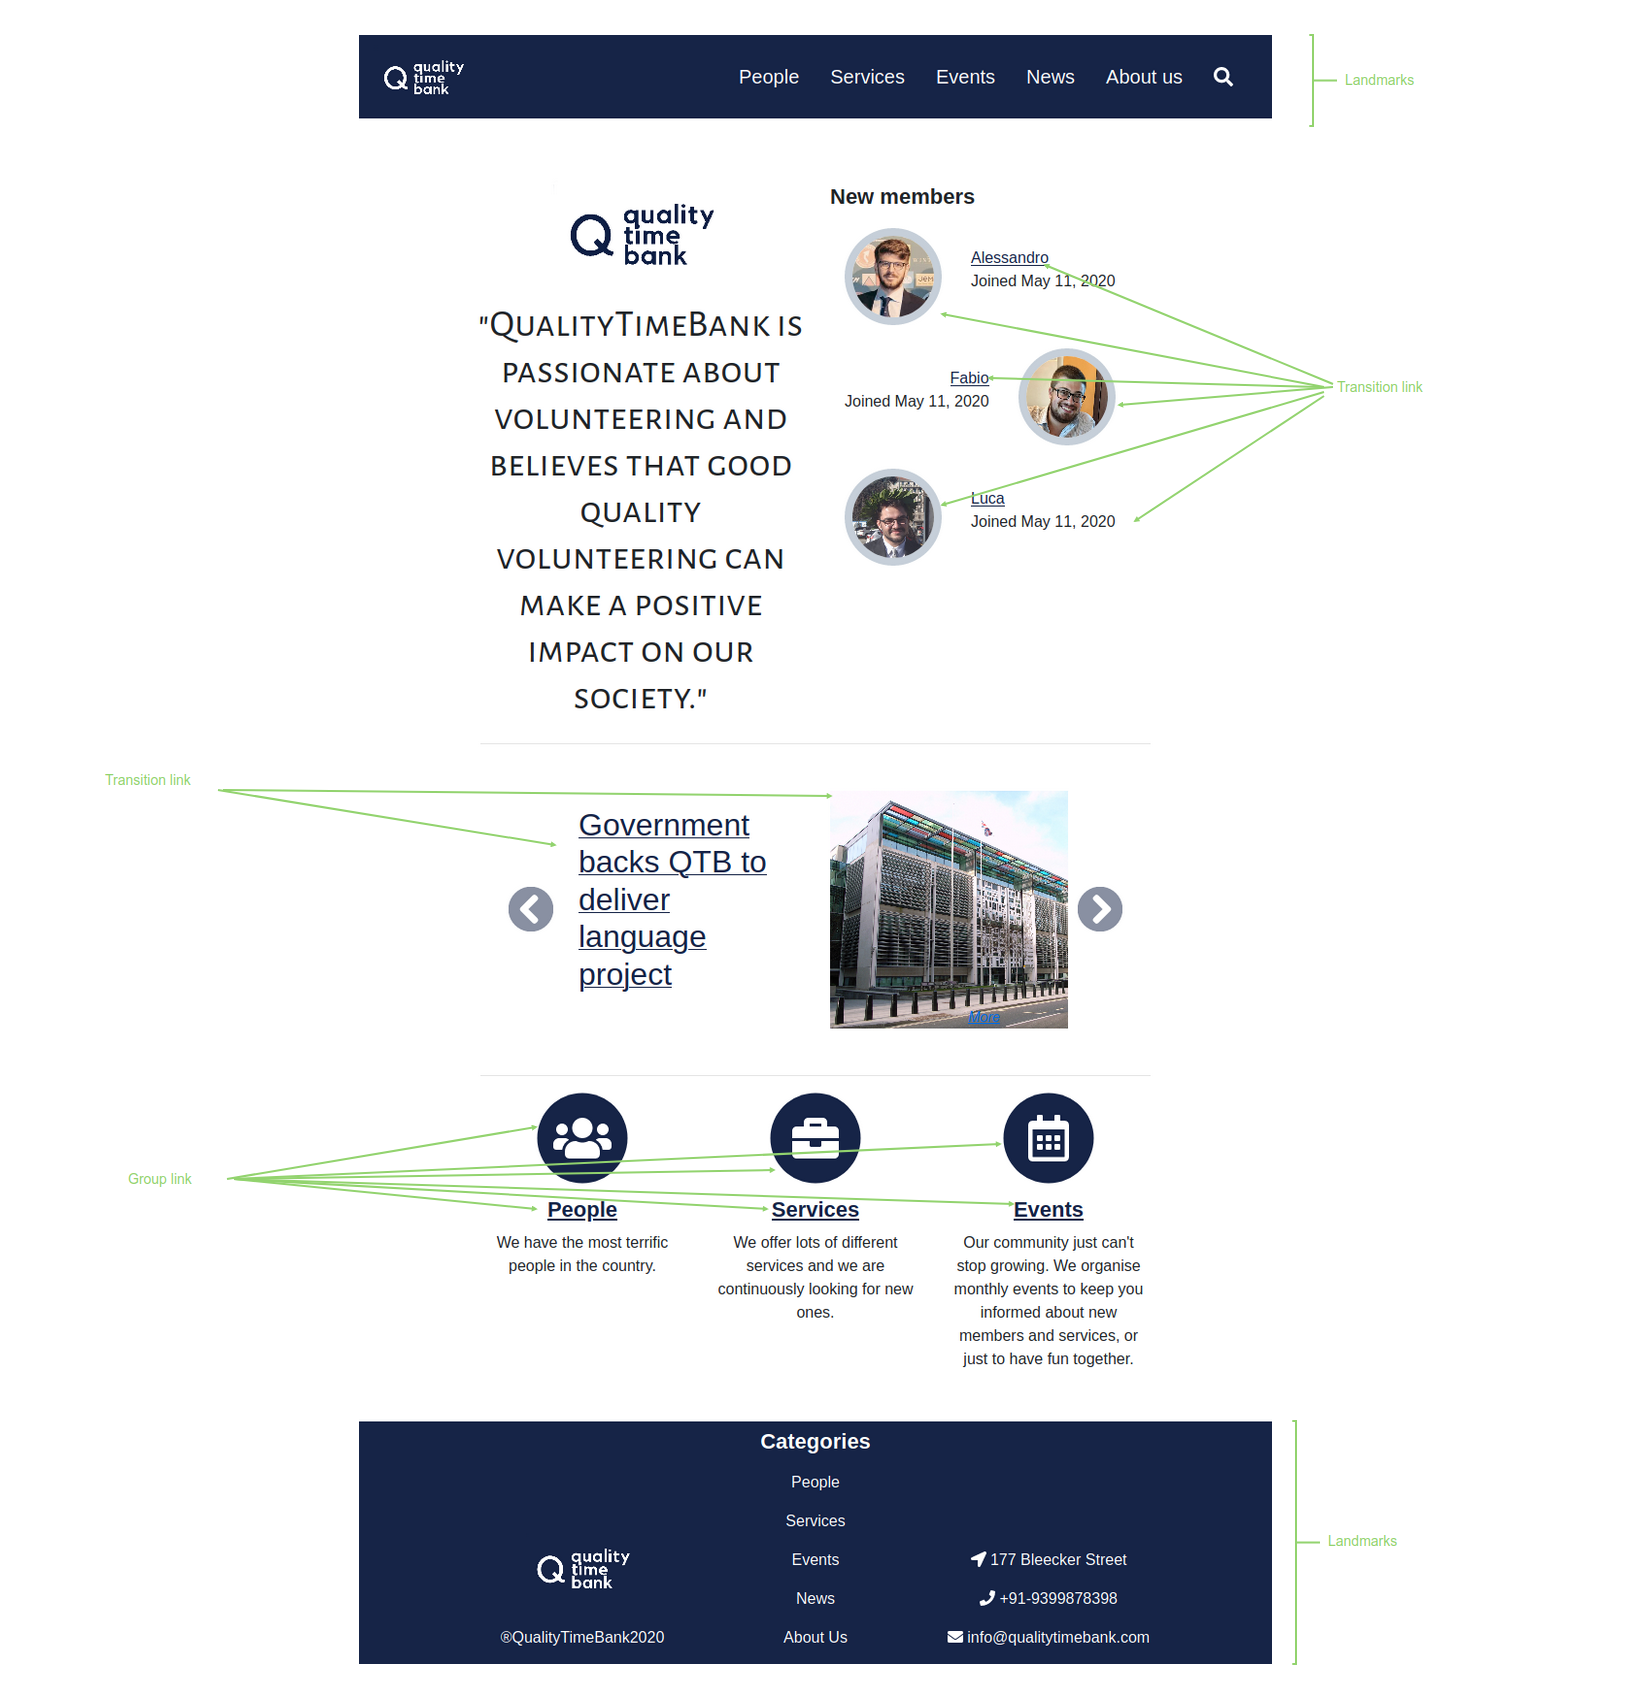 quality
time
bank
People Services Events News About us
Landmarks
quality
time
bank
"QualityTimeBank is
passionate about
volunteering and
believes that good
quality
volunteering can
make a positive
impact on our
society."
New members
Alessandro
Joined May 11, 2020
Fabio
Joined May 11, 2020
Luca
Joined May 11, 2020
Transition link
Transition link
Government
backs QTB to
deliver
language
project
More
Group link
People
We have the most terrific
people in the country.
Services
We offer lots of different
services and we are
continuously looking for new
ones.
Events
Our community just can't
stop growing. We organise
monthly events to keep you
informed about new
members and services, or
just to have fun together.
quality
time
bank
®QualityTimeBank2020
Categories
People
Services
Events
News
About Us
177 Bleecker Street
+91-9399878398
info@qualitytimebank.com
Landmarks